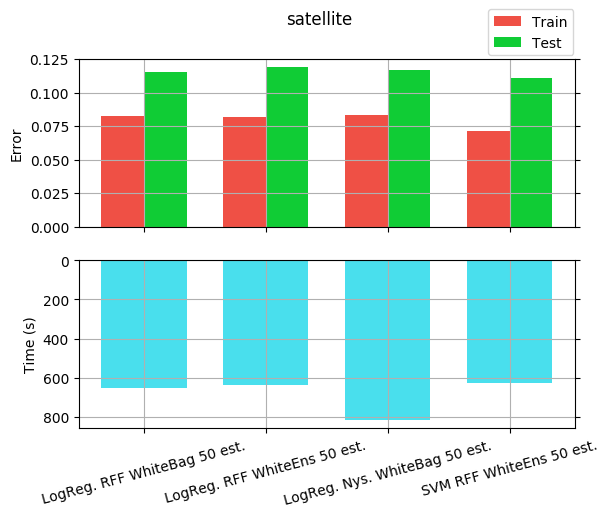 satellite
Train
Test
0.125
0.100
0.075
0.050
0.025
0.000
Error
0
200
400
600
800
Time (s)
LogReg. RFF WhiteBag 50 est.
LogReg. RFF WhiteEns 50 est.
LogReg. Nys. WhiteBag 50 est.
SVM RFF WhiteEns 50 est.